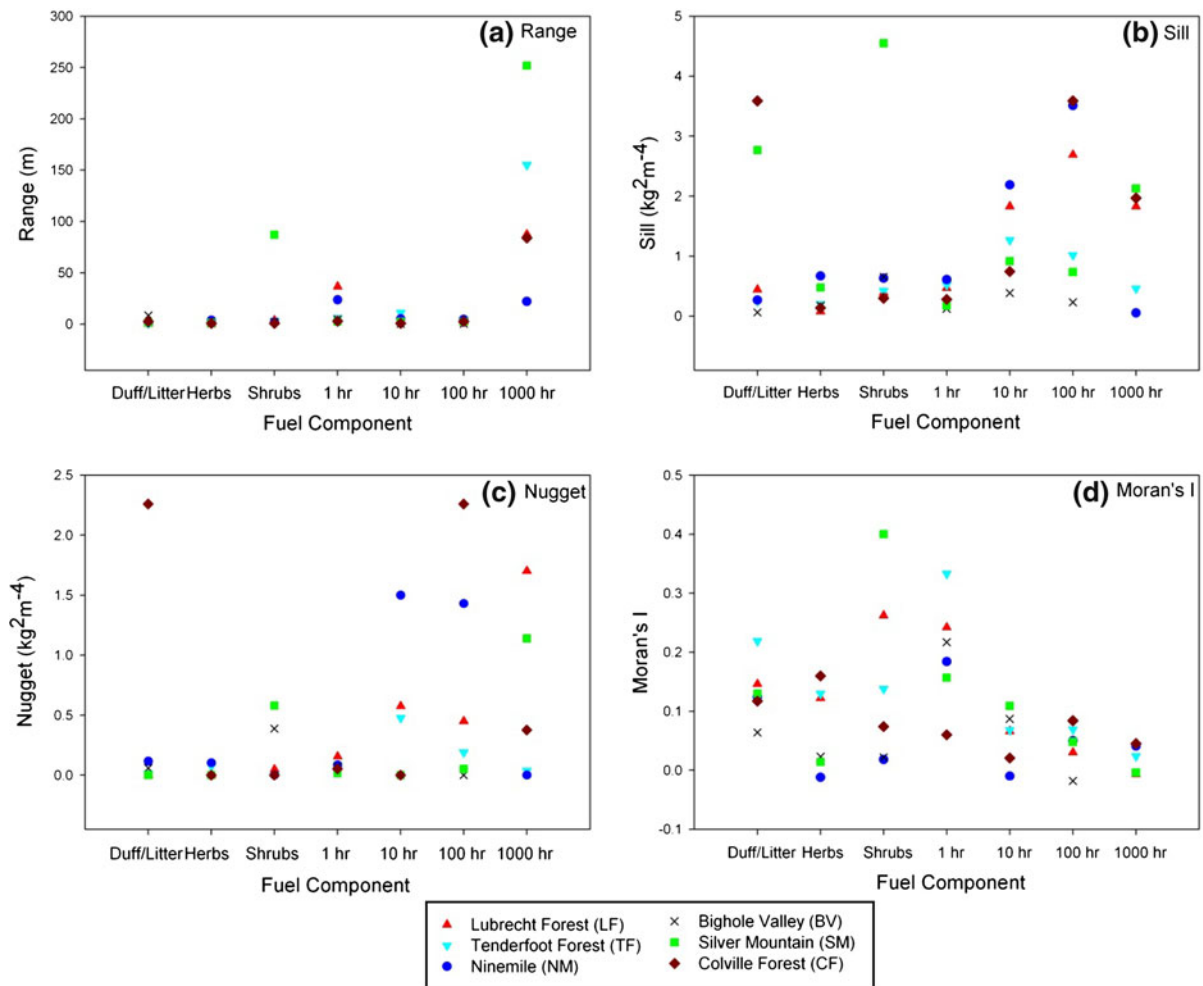 (a) Range
300
250
200
150
100
50
0
Range (m)
Duff/Litter Herbs Shrubs 1 hr 10 hr 100 hr 1000 hr
Fuel Component
(b) Sill
5
4
3
2
1
0
Sill (kg2m-4)
Duff/Litter Herbs Shrubs 1 hr 10 hr 100 hr 1000 hr
Fuel Component
(c) Nugget
2.5
2.0
1.5
1.0
0.5
0.0
Nugget (kg2m-4)
Duff/Litter Herbs Shrubs 1 hr 10 hr 100 hr 1000 hr
Fuel Component
(d) Moran's I
0.5
0.4
0.3
0.2
0.1
0.0
-0.1
Moran's I
Duff/Litter Herbs Shrubs 1 hr 10 hr 100 hr 1000 hr
Fuel Component
Lubrecht Forest (LF)
Tenderfoot Forest (TF)
Ninemile (NM)
Bighole Valley (BV)
Silver Mountain (SM)
Colville Forest (CF)